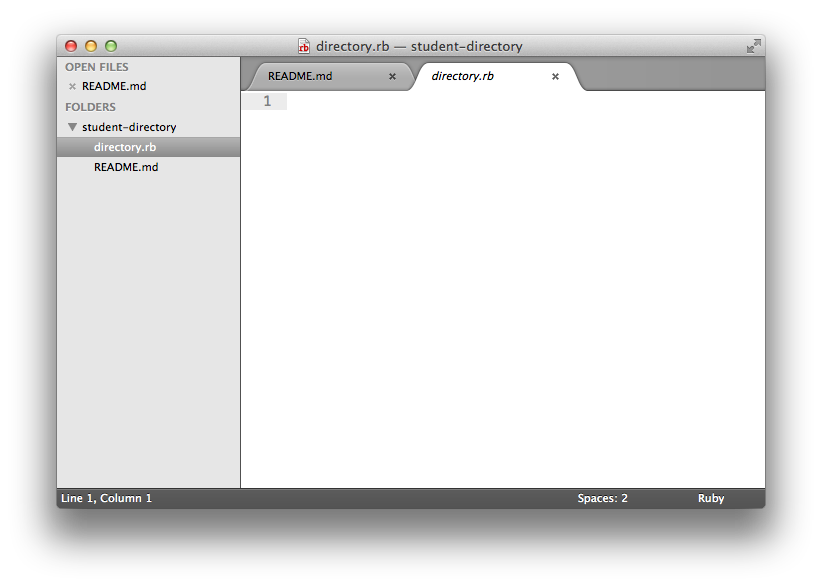 directory.rb — student-directory
OPEN FILES
README.md
FOLDERS
student-directory
directory.rb
README.md
README.md
directory.rb
1
Line 1, Column 1
Spaces: 2
Ruby